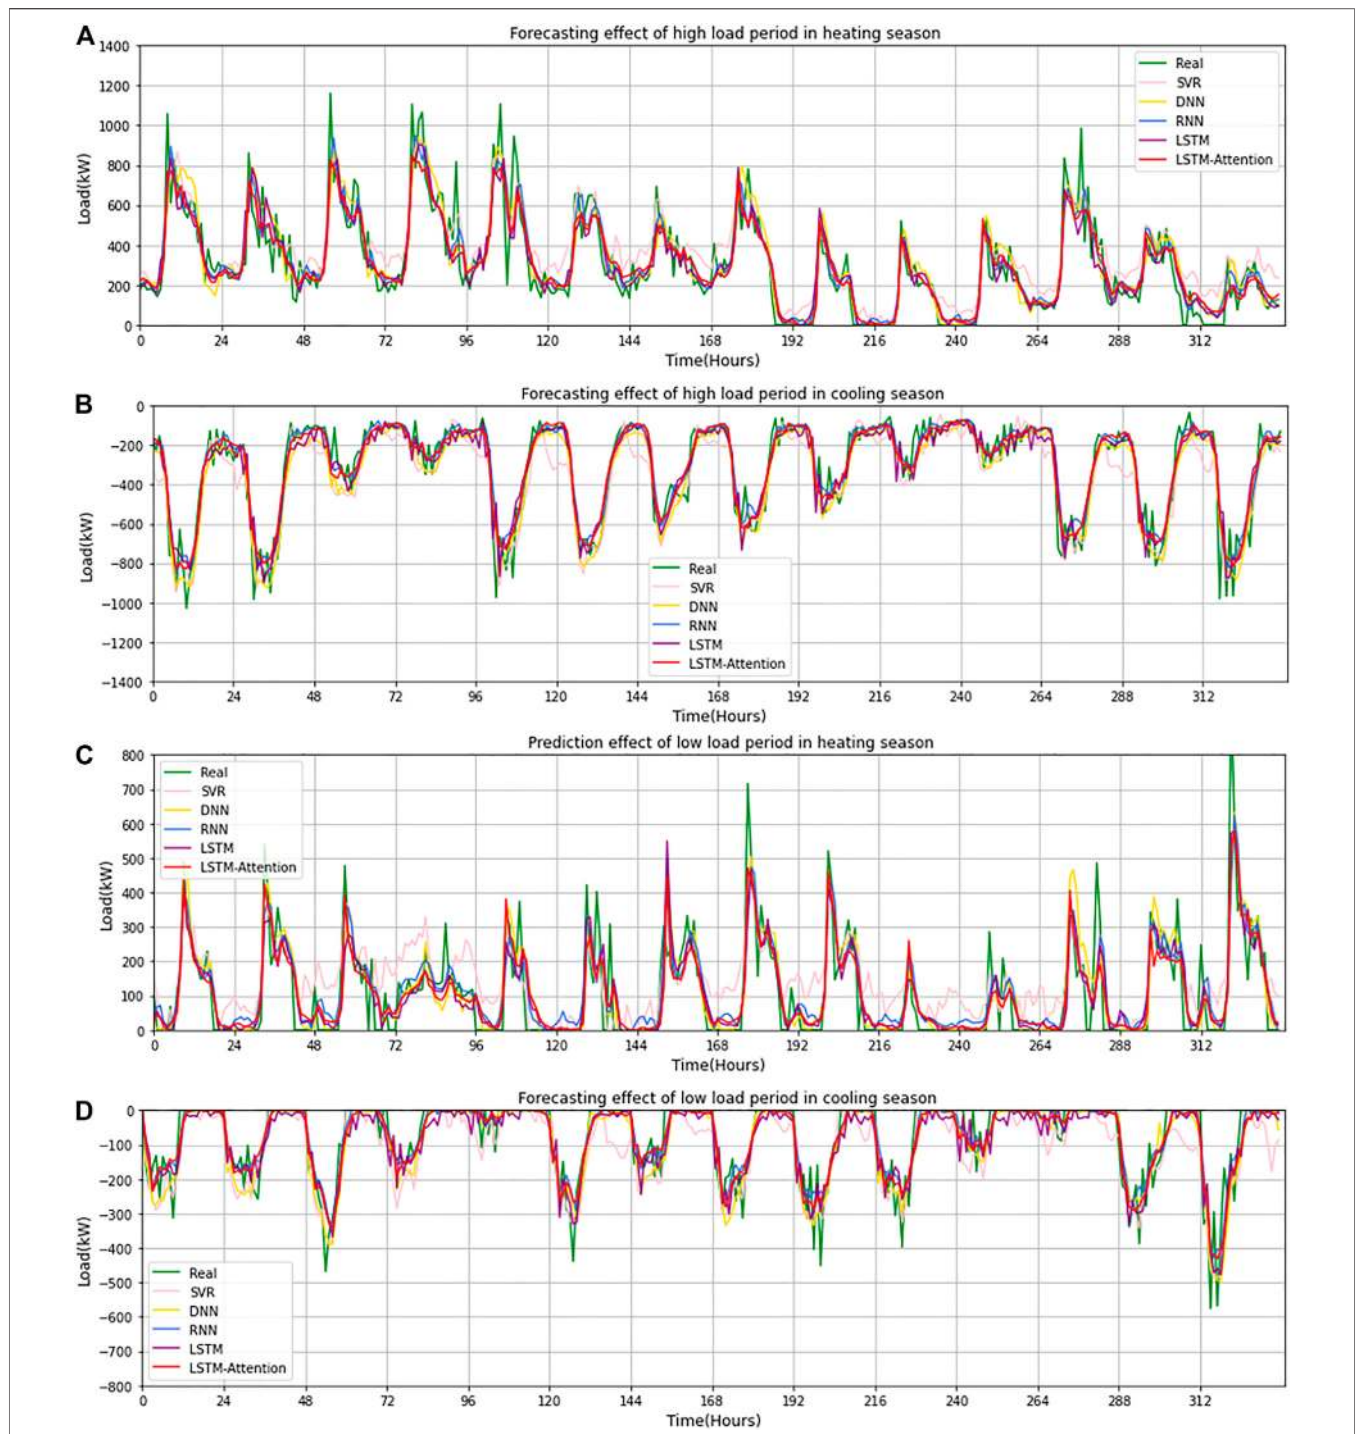 A
Forecasting effect of high load period in heating season
1400
1200
1000
800
600
400
200
0
Load(kW)
Real
SVR
DNN
RNN
LSTM
LSTM-Attention
0 24 48 72 96 120 144 168 192 216 240 264 288 312
Time(Hours)
B
Forecasting effect of high load period in cooling season
0
−200
−400
−600
−800
−1000
−1200
−1400
Load(kW)
Real
SVR
DNN
RNN
LSTM
LSTM-Attention
0 24 48 72 96 120 144 168 192 216 240 264 288 312
Time(Hours)
C
Prediction effect of low load period in heating season
800
700
600
500
400
300
200
100
0
Load(kW)
Real
SVR
DNN
RNN
LSTM
LSTM-Attention
0 24 48 72 96 120 144 168 192 216 240 264 288 312
Time(Hours)
D
Forecasting effect of low load period in cooling season
0
−100
−200
−300
−400
−500
−600
−700
−800
Load(kW)
Real
SVR
DNN
RNN
LSTM
LSTM-Attention
0 24 48 72 96 120 144 168 192 216 240 264 288 312
Time(Hours)